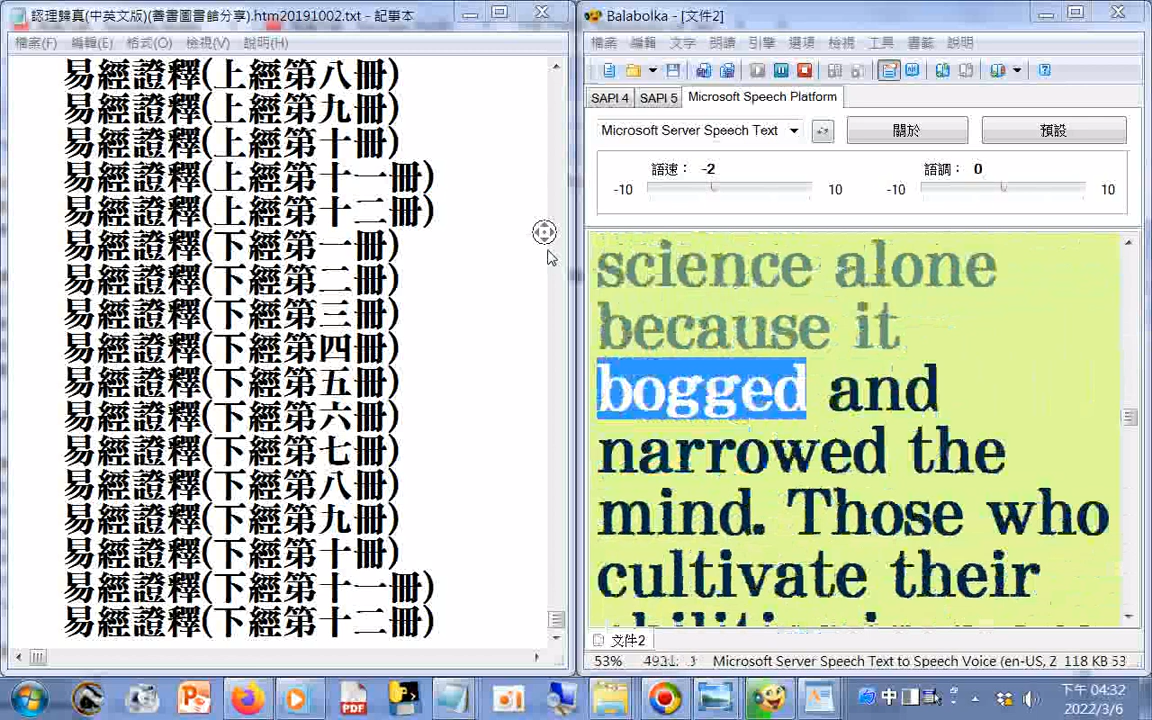 認理歸真(中英文版)(善書圖書館分享).htm20191002.txt - 記事本
檔案(F) 編輯(E) 格式(O) 檢視(V) 說明(H)
易經證釋(上經第八冊)
易經證釋(上經第九冊)
易經證釋(上經第十冊)
易經證釋(上經第十一冊)
易經證釋(上經第十二冊)
易經證釋(下經第一冊)
易經證釋(下經第二冊)
易經證釋(下經第三冊)
易經證釋(下經第四冊)
易經證釋(下經第五冊)
易經證釋(下經第六冊)
易經證釋(下經第七冊)
易經證釋(下經第八冊)
易經證釋(下經第九冊)
易經證釋(下經第十冊)
易經證釋(下經第十一冊)
易經證釋(下經第十二冊)
Balabolka - [文件2]
檔案 編輯 文字 朗讀 引擎 選項 檢視 工具 書籤 說明
SAPI 4 SAPI 5 Microsoft Speech Platform
Microsoft Server Speech Text 關於 預設
語速： -2 語調： 0
-10 10 -10 10
science alone
because it
bogged and
narrowed the
mind. Those who
cultivate their
文件2
53% Microsoft Server Speech Text to Speech Voice (en-US, Z 118 KB 53
中 下午 04:32
2022/3/6